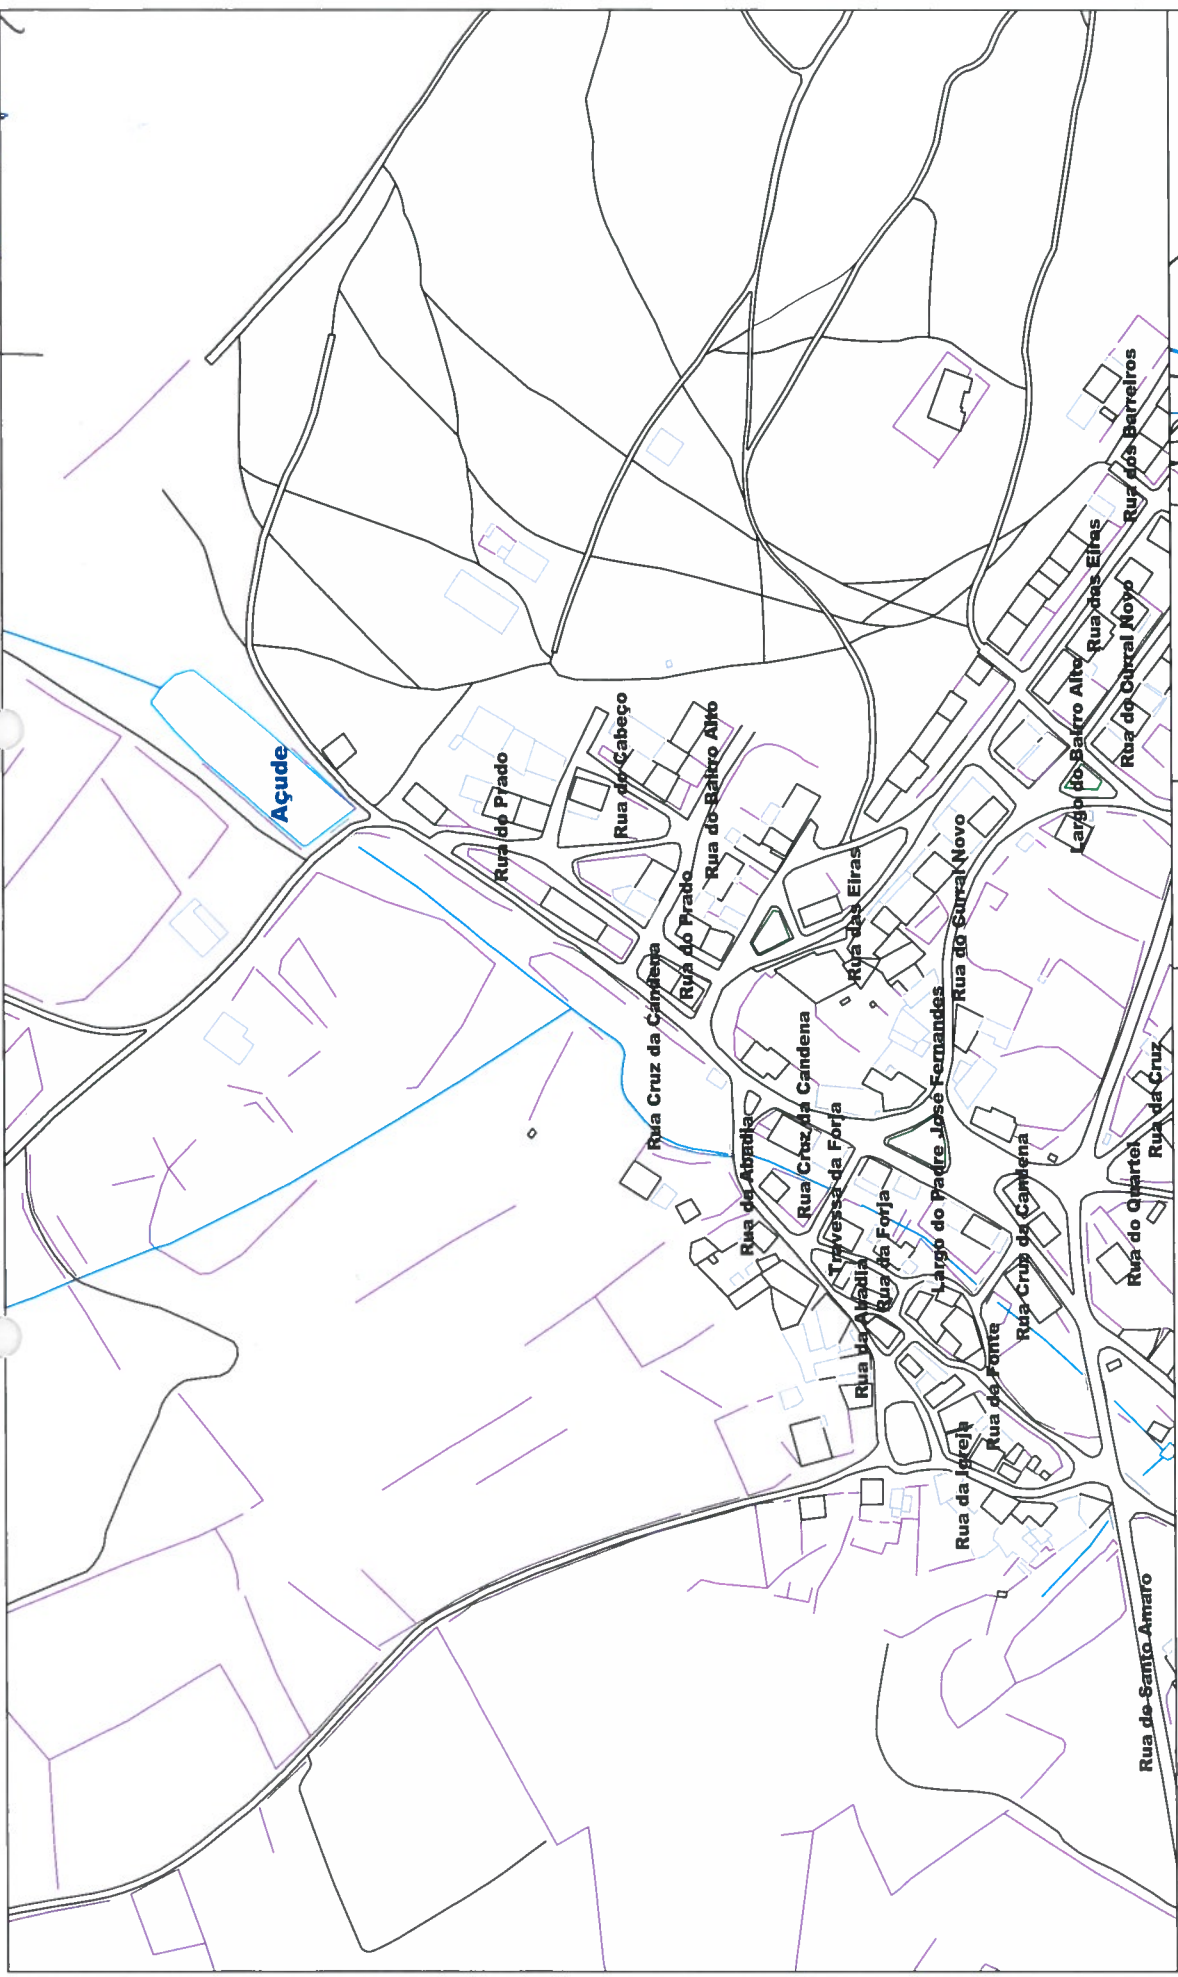 Açude
Rua do Prado
Rua do Cabeço
Rua do Bairro Alto
Rua Cruz da Candena
Rua do Prado
Rua da Abadia
Rua Cruz da Candena
Travessa da Forja
Rua das Eiras
Rua da Abadia
Rua da Forja
Largo do Padre José Fernandes
Rua do Curral Novo
Rua da Igreja
Rua da Fonte
Rua Cruz da Candena
Largo do Bairro Alto
Rua das Eiras
Rua do Curral Novo
Rua dos Barreiros
Rua do Quartel
Rua da Cruz
Rua de Santo Amaro